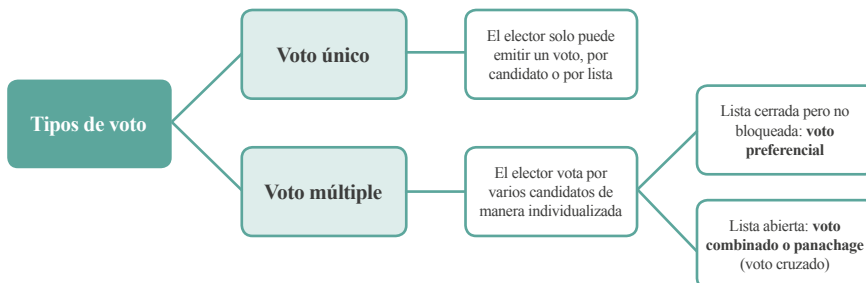 Tipos de voto
Voto único
El elector solo puede
emitir un voto, por
candidato o por lista
Voto múltiple
El elector vota por
varios candidatos de
manera individualizada
Lista cerrada pero no
bloqueada: voto
preferencial
Lista abierta: voto
combinado o panachage
(voto cruzado)